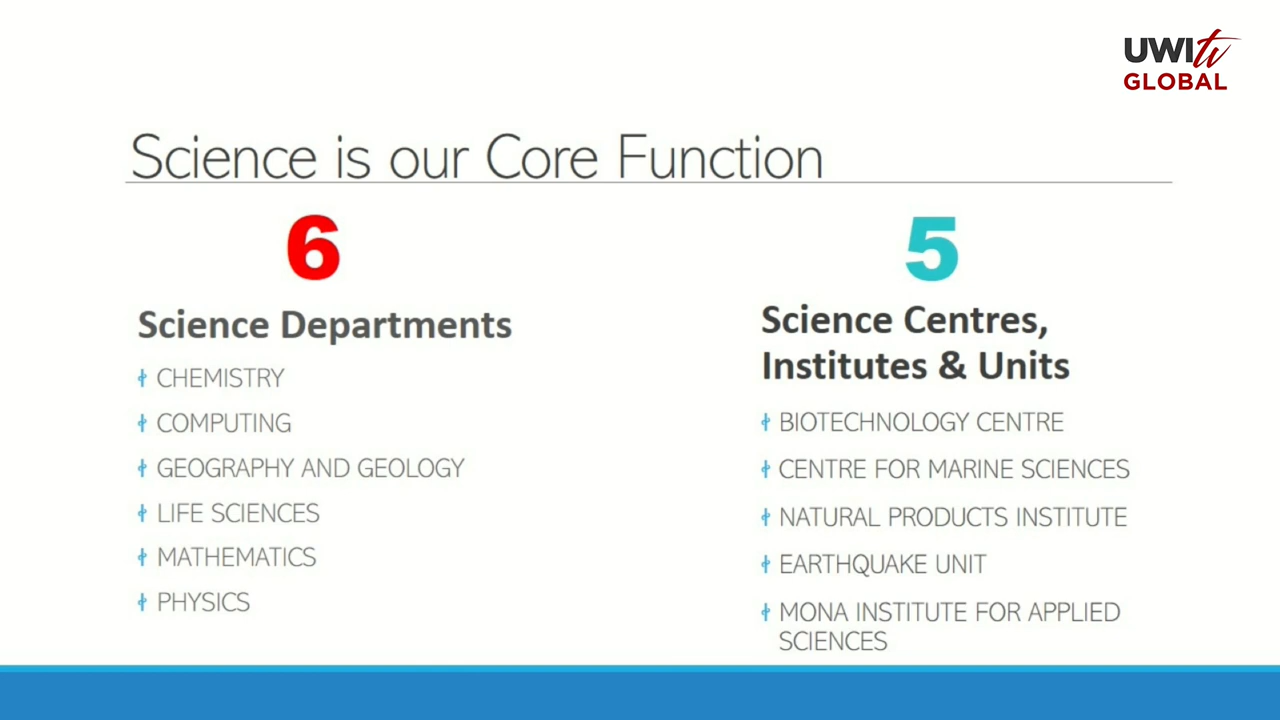 UWItv
GLOBAL
Science is our Core Function
6
Science Departments
CHEMISTRY
COMPUTING
GEOGRAPHY AND GEOLOGY
LIFE SCIENCES
MATHEMATICS
PHYSICS
5
Science Centres,
Institutes & Units
BIOTECHNOLOGY CENTRE
CENTRE FOR MARINE SCIENCES
NATURAL PRODUCTS INSTITUTE
EARTHQUAKE UNIT
MONA INSTITUTE FOR APPLIED
SCIENCES